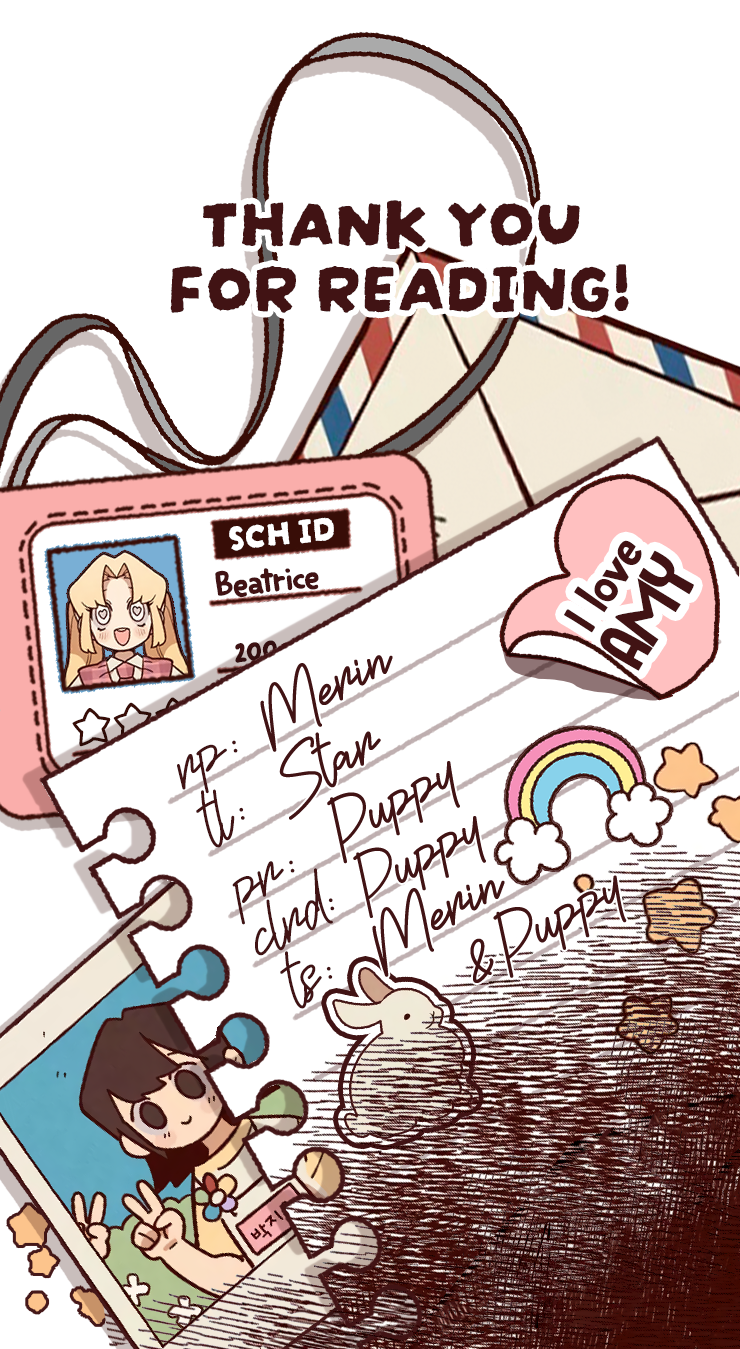 THANK YOU
FOR READING!
SCH ID
Beatrice
200
I love
AMY
rp: Merin
tl: Star
pr: Puppy
clrd: Puppy
ts: Merin
& Puppy
박지